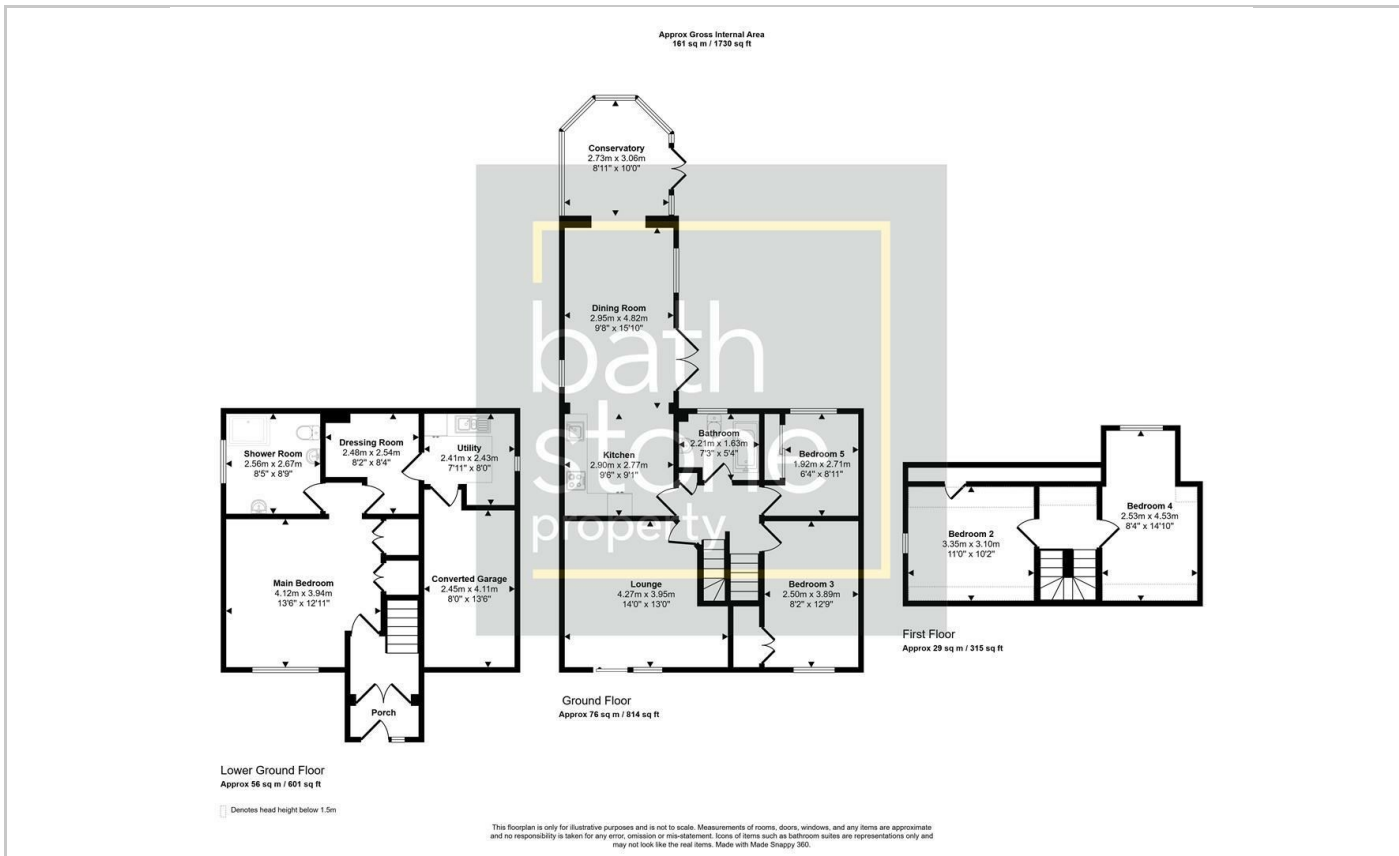 Approx Gross Internal Area
161 sq m / 1730 sq ft
Conservatory
2.73m x 3.06m
8'11" x 10'0"
Dining Room
2.95m x 4.82m
9'8" x 15'10"
bath
stone
property
Shower Room
2.56m x 2.67m
8'5" x 8'9"
Dressing Room
2.48m x 2.54m
8'2" x 8'4"
Utility
2.41m x 2.43m
7'11" x 8'0"
Main Bedroom
4.12m x 3.94m
13'6" x 12'11"
Converted Garage
2.45m x 4.11m
8'0" x 13'6"
Porch
Lower Ground Floor
Approx 56 sq m / 601 sq ft
Denotes head height below 1.5m
Kitchen
2.90m x 2.77m
9'6" x 9'1"
Bathroom
2.21m x 1.63m
7'3" x 5'4"
Bedroom 5
1.92m x 2.71m
6'4" x 8'11"
Lounge
4.27m x 3.95m
14'0" x 13'0"
Bedroom 3
2.50m x 3.89m
8'2" x 12'9"
Ground Floor
Approx 76 sq m / 814 sq ft
Bedroom 2
3.35m x 3.10m
11'0" x 10'2"
Bedroom 4
2.53m x 4.53m
8'4" x 14'10"
First Floor
Approx 29 sq m / 315 sq ft
This floorplan is only for illustrative purposes and is not to scale. Measurements of rooms, doors, windows, and any items are approximate
and no responsibility is taken for any error, omission or mis-statement. Icons of items such as bathroom suites are representations only and
may not look like the real items. Made with Made Snappy 360.